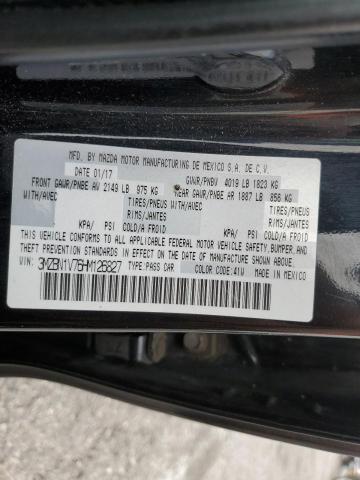 MFD. BY MAZDA MOTOR MANUFACTURING DE MEXICO S.A. DE C.V.
DATE 01/17 GVWR/PNBV 4019 LB 1823 KG
FRONT GAWR/PNBE AV 2149 LB 975 KG REAR GAWR/PNBE AR 1887 LB 856 KG
WITH/AVEC TIRES/PNEUS WITH/AVEC TIRES/PNEUS
RIMS/JANTES RIMS/JANTES
KPA/ PSI COLD/A FROID KPA/ PSI COLD/A FROID
THIS VEHICLE CONFORMS TO ALL APPLICABLE FEDERAL MOTOR VEHICLE SAFETY, BUMPER, AND
THEFT PREVENTION STANDARDS IN EFFECT ON THE DATE OF MANUFACTURE SHOWN ABOVE.
VIN: 3MZBN1V76HM126827 TYPE: PASS CAR COLOR CODE: 41W MADE IN MEXICO